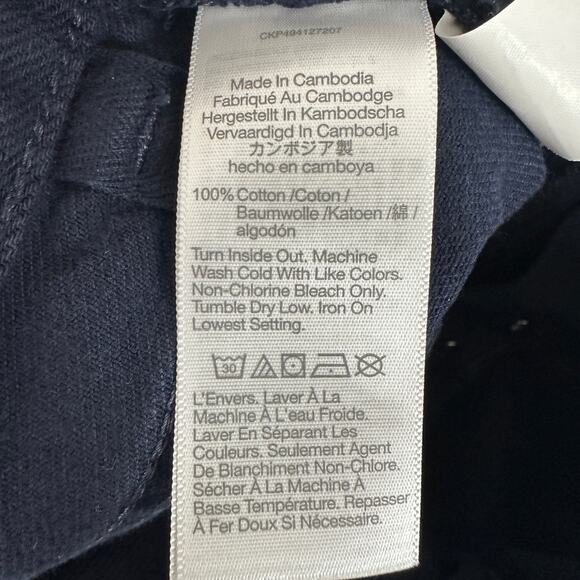 CKP494127207
Made In Cambodia
Fabriqué Au Cambodge
Hergestellt In Kambodscha
Vervaardigd In Cambodja
カンボジア製
hecho en camboya
100% Cotton /Coton /
Baumwolle /Katoen /綿 /
algodón
Turn Inside Out. Machine
Wash Cold With Like Colors.
Non-Chlorine Bleach Only.
Tumble Dry Low. Iron On
Lowest Setting.
30
L'Envers. Laver À La
Machine À L'eau Froide.
Laver En Séparant Les
Couleurs. Seulement Agent
De Blanchiment Non-Chlore.
Sécher À La Machine À
Basse Température. Repasser
À Fer Doux Si Nécessaire.